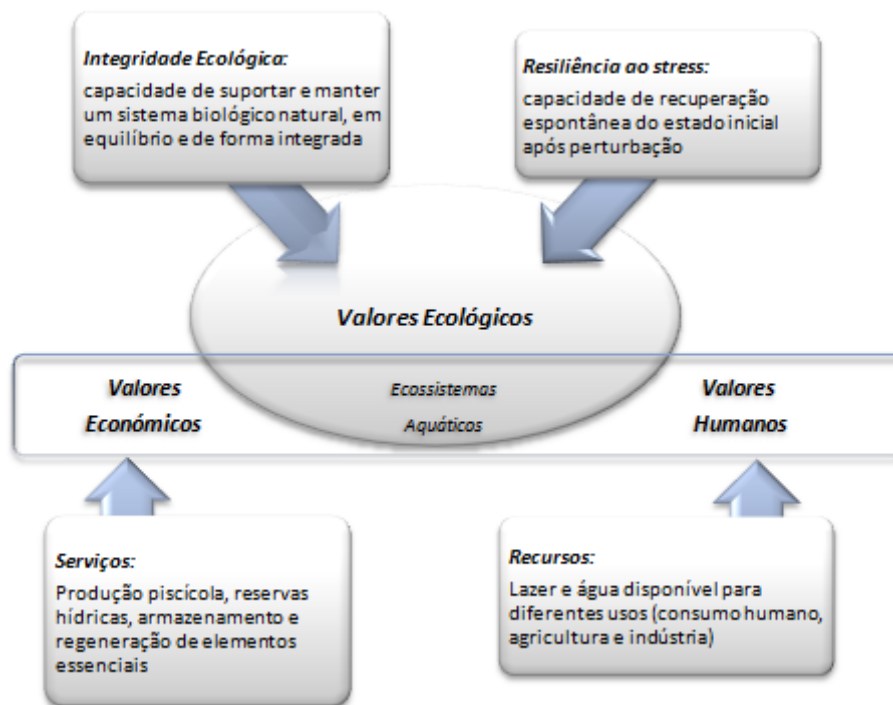 Integridade Ecológica:
capacidade de suportar e manter
um sistema biológico natural, em
equilíbrio e de forma integrada
Resiliência ao stress:
capacidade de recuperação
espontânea do estado inicial
após perturbação
Valores Ecológicos
Valores
Económicos
Ecossistemas
Aquáticos
Valores
Humanos
Serviços:
Produção piscícola, reservas
hídricas, armazenamento e
regeneração de elementos
essenciais
Recursos:
Lazer e água disponível para
diferentes usos (consumo humano,
agricultura e indústria)